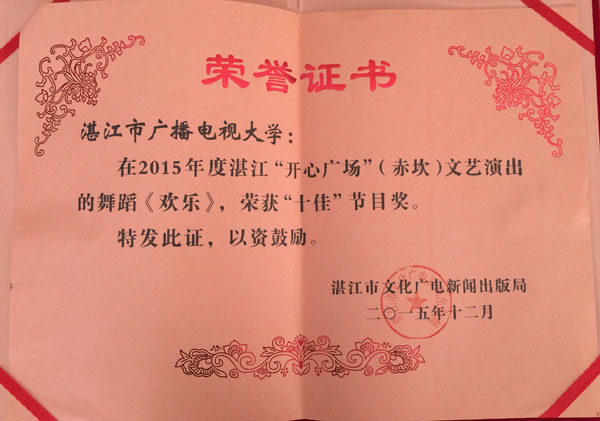 荣誉证书
湛江市广播电视大学：
在2015年度湛江“开心广场”（赤坎）文艺演出
的舞蹈《欢乐》，荣获“十佳”节目奖。
特发此证，以资鼓励。
湛江市文化广电新闻出版局
二〇一五年十二月